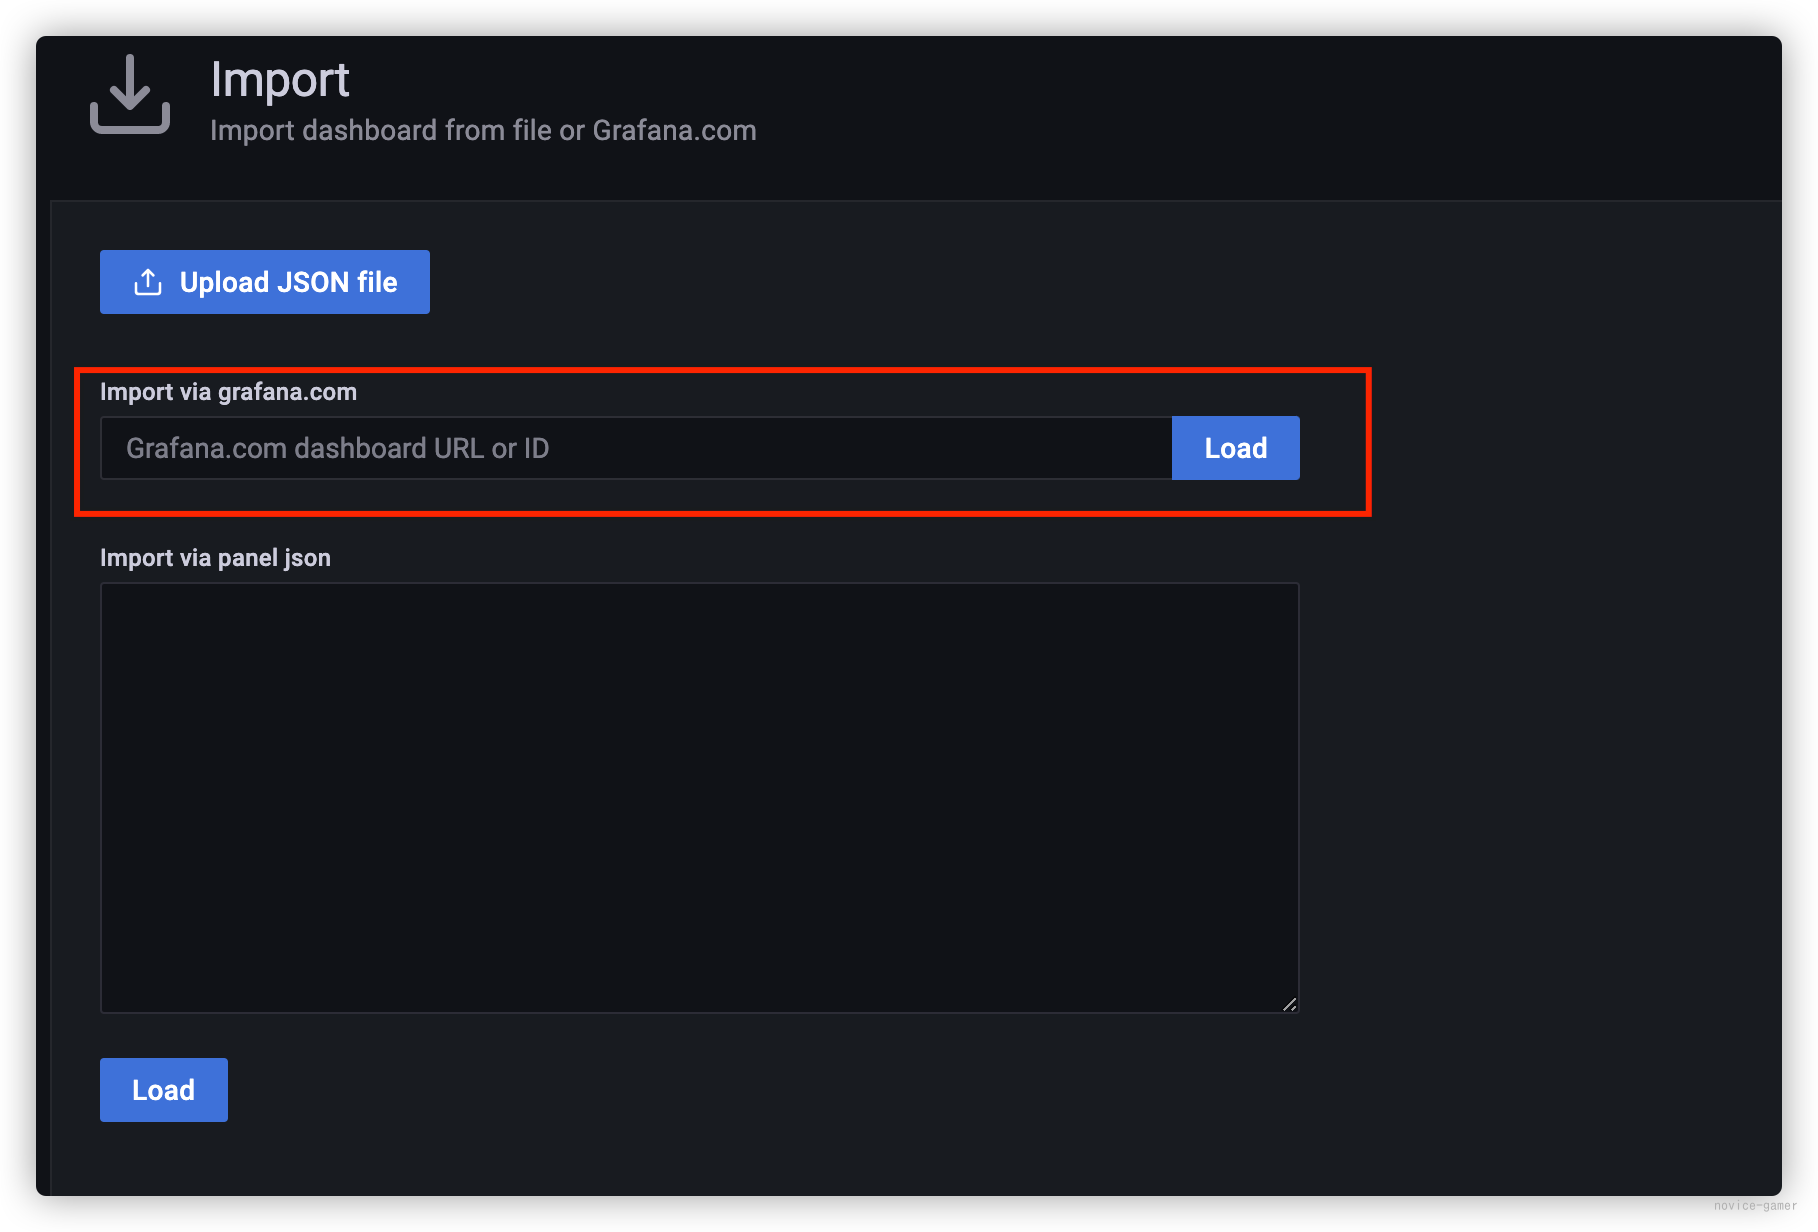 Import
Import dashboard from file or Grafana.com
Upload JSON file
Import via grafana.com
Grafana.com dashboard URL or ID
Load
Import via panel json
Load
novice-gamer